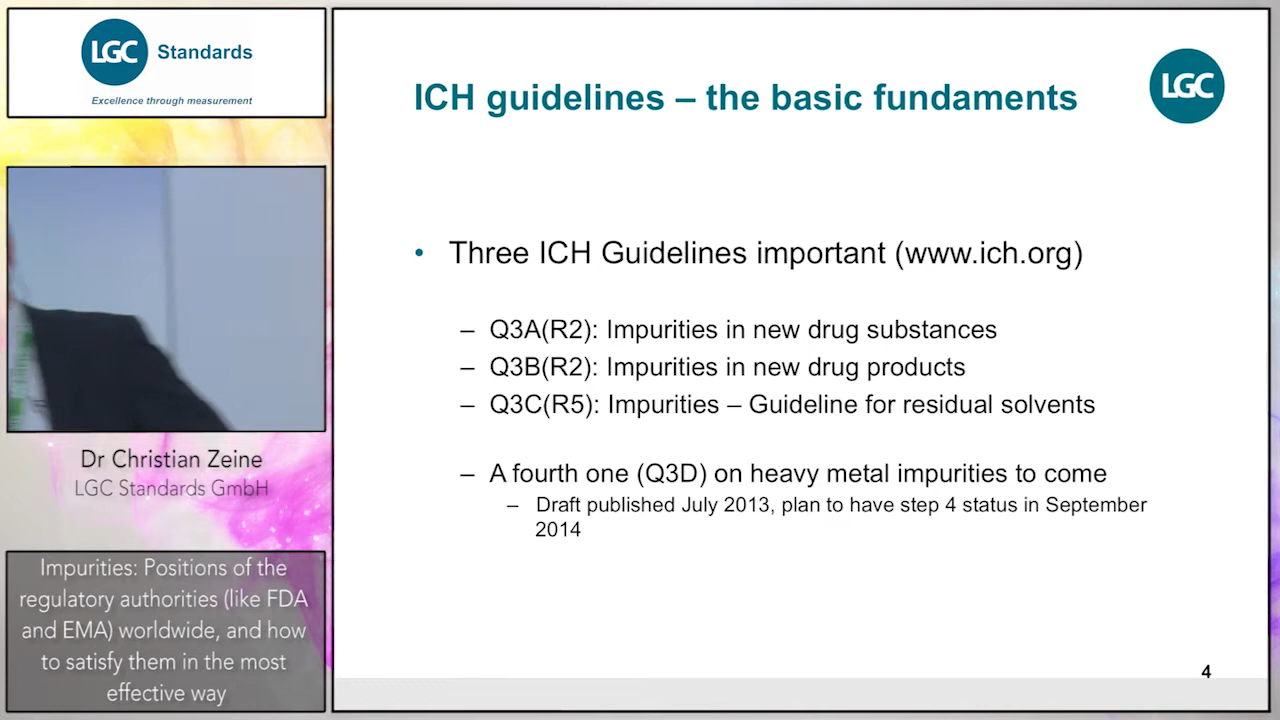 LGC Standards
Excellence through measurement
Dr Christian Zeine
LGC Standards GmbH
Impurities: Positions of the
regulatory authorities (like FDA
and EMA) worldwide, and how
to satisfy them in the most
effective way
ICH guidelines – the basic fundaments
LGC
• Three ICH Guidelines important (www.ich.org)
– Q3A(R2): Impurities in new drug substances
– Q3B(R2): Impurities in new drug products
– Q3C(R5): Impurities – Guideline for residual solvents
– A fourth one (Q3D) on heavy metal impurities to come
– Draft published July 2013, plan to have step 4 status in September
2014
4